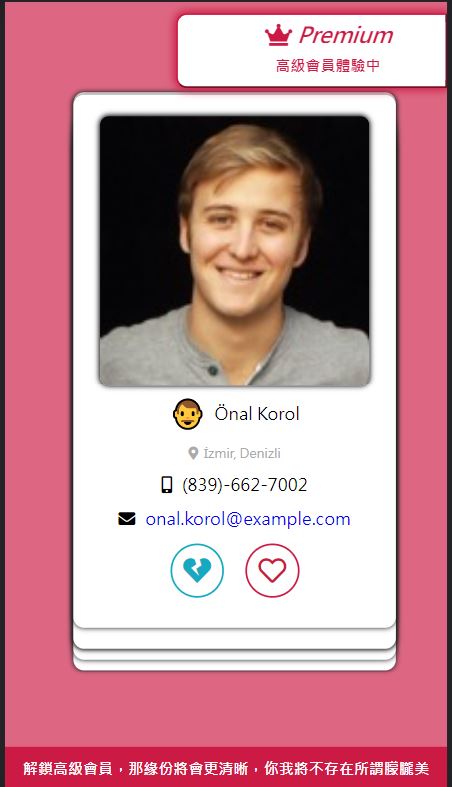 Premium
高級會員體驗中
Önal Korol
İzmir, Denizli
(839)-662-7002
onal.korol@example.com
解鎖高級會員，那緣份將會更清晰，你我將不存在所謂朦朧美